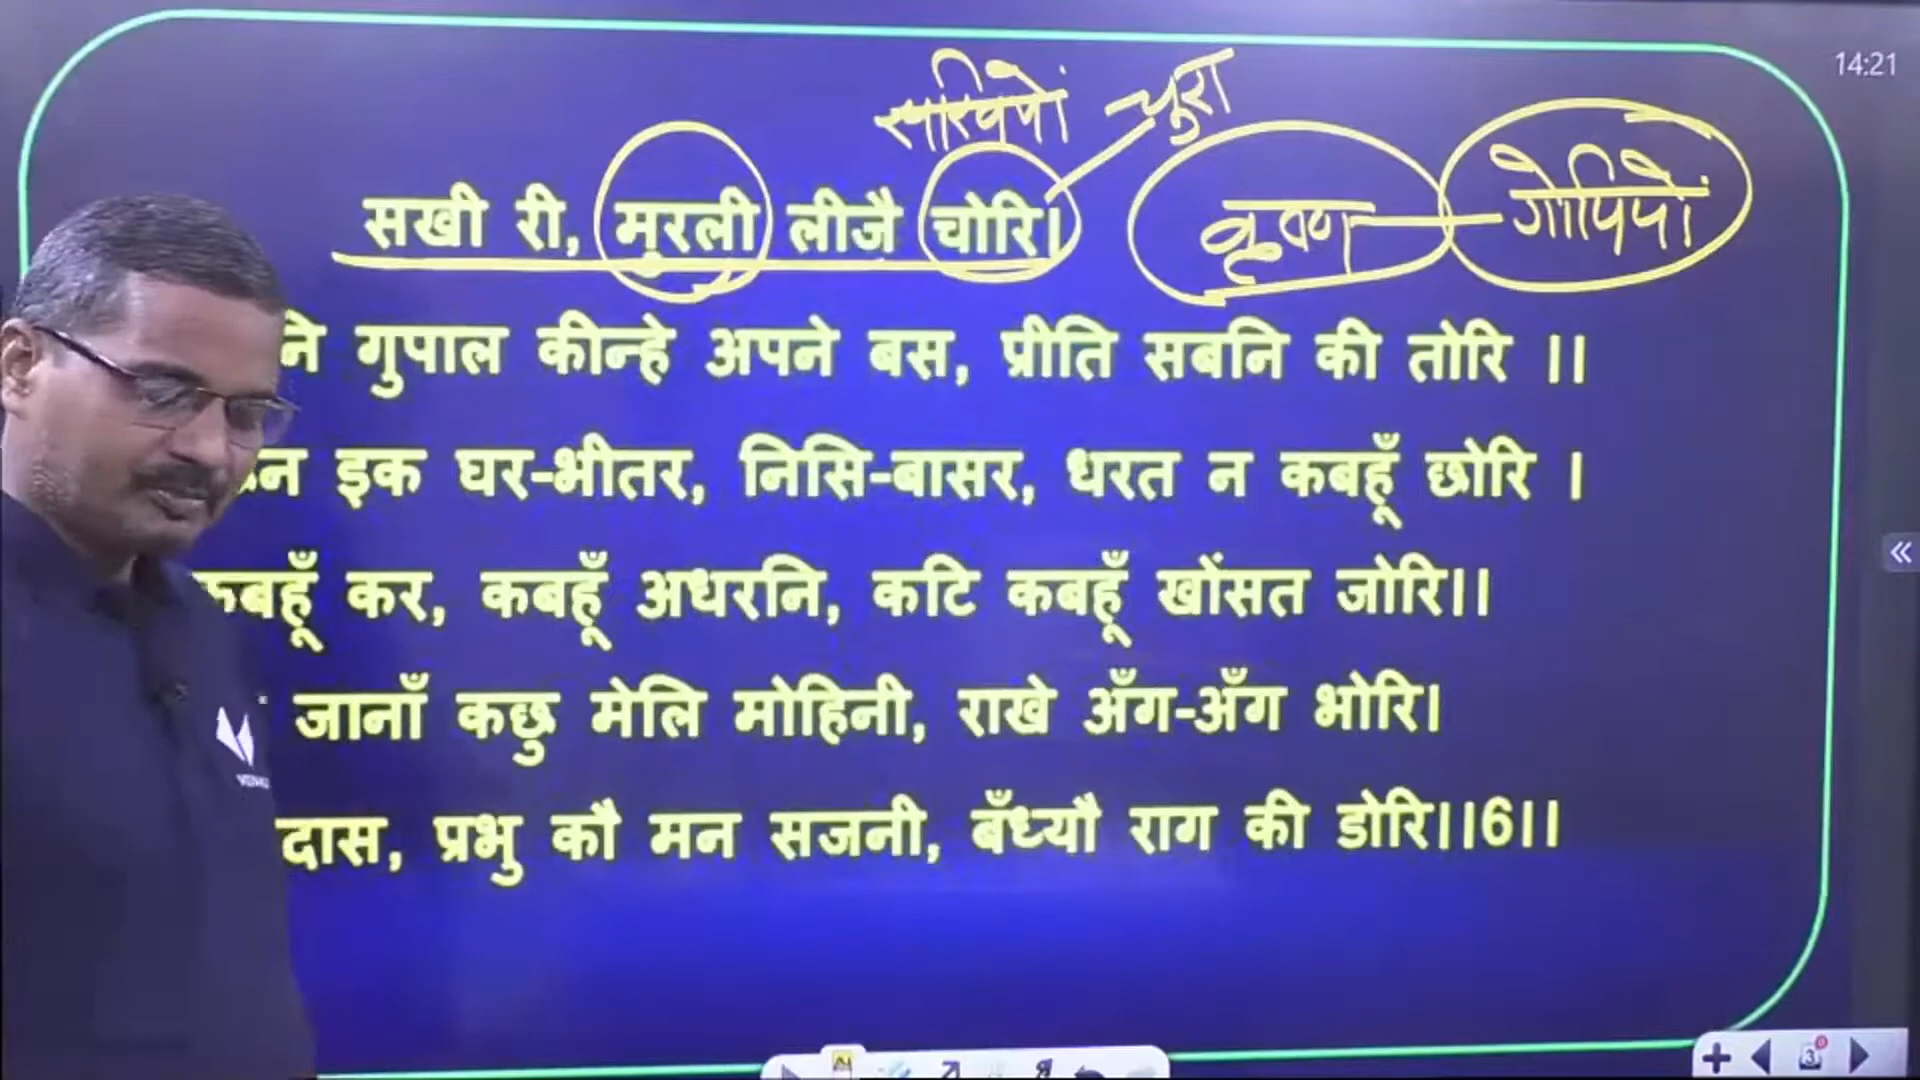 14:21
सखियों चुरा
सखी री, मुरली लीजै चोरि।
कृष्ण गोपियों
गुपाल कीन्हे अपने बस, प्रीति सबनि की तोरि ।।
इक घर-भीतर, निसि-बासर, धरत न कबहूँ छोरि ।
कबहूँ कर, कबहूँ अधरनि, कटि कबहूँ खोंसत जोरि।।
जानौं कछु मेलि मोहिनी, राखे अँग-अँग भोरि।
दास, प्रभु कौ मन सजनी, बँध्यौ राग की डोरि।।6।।